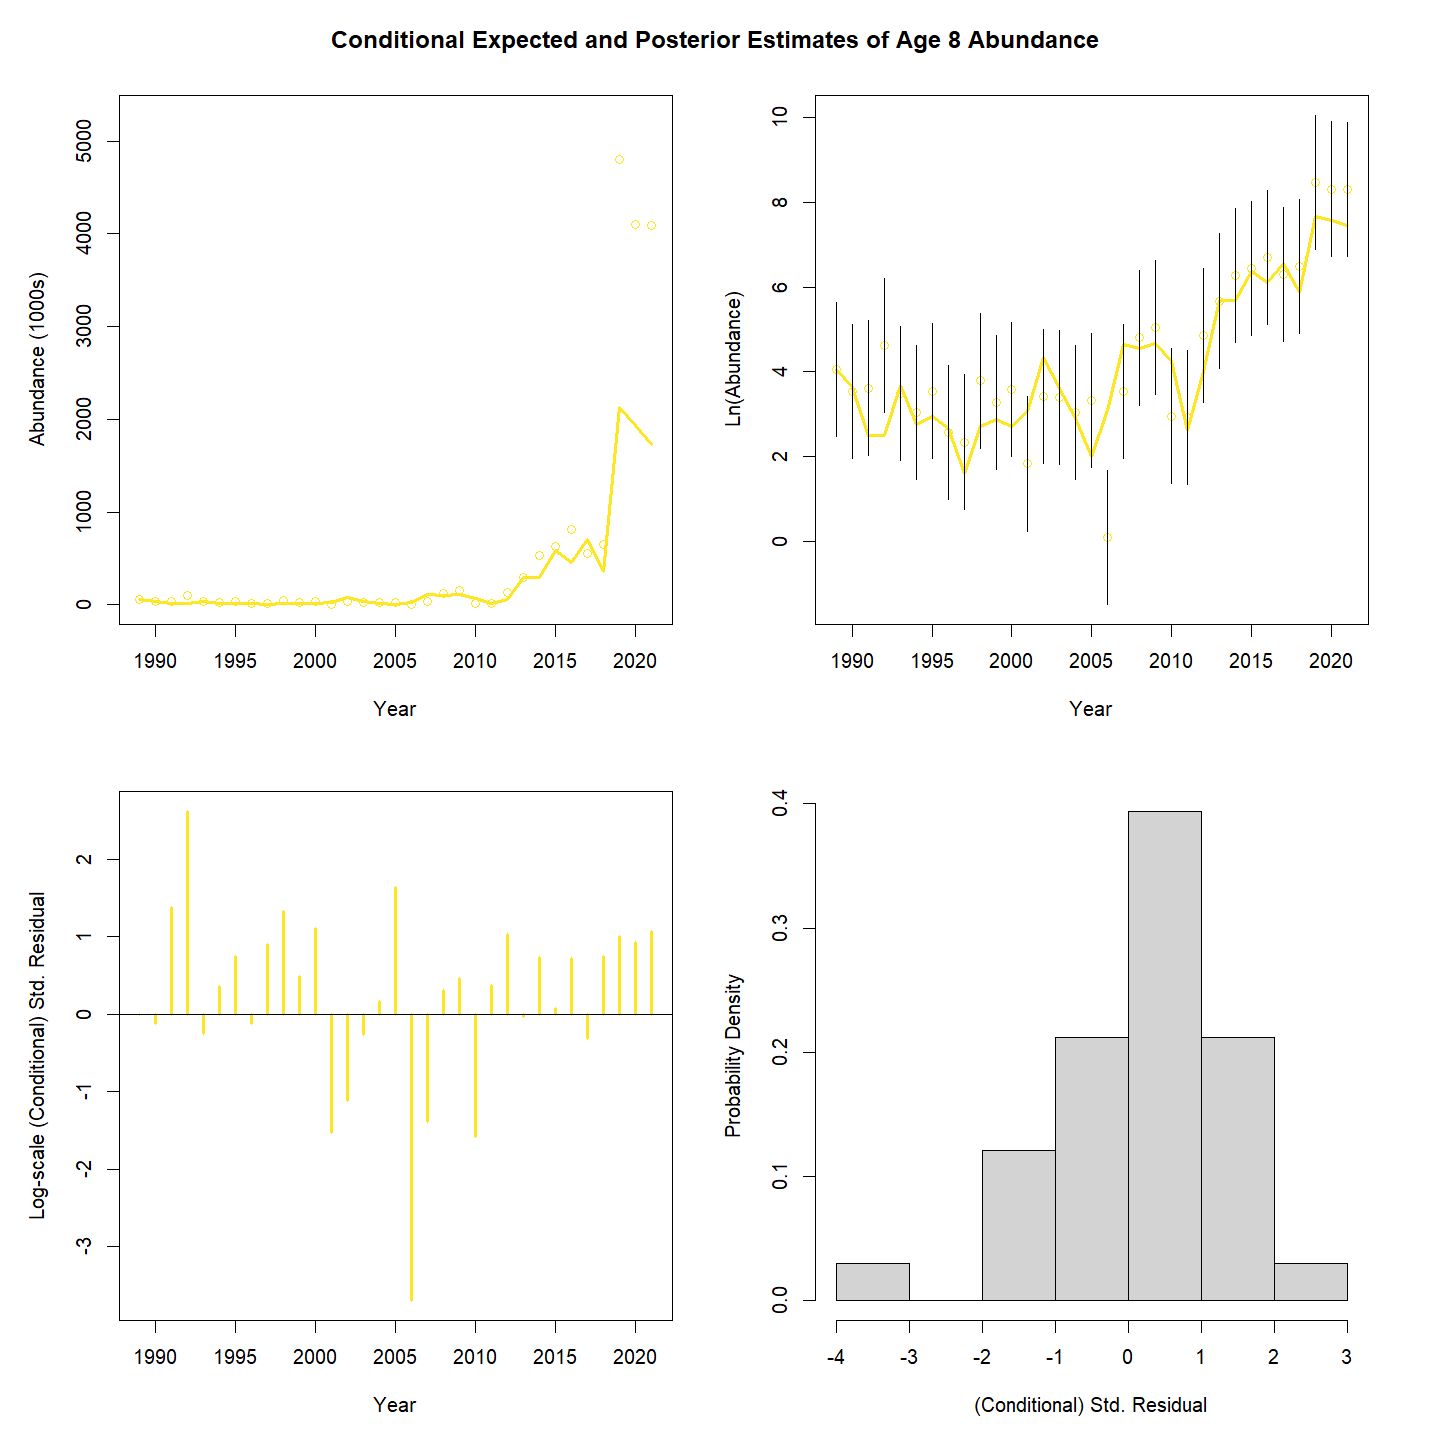 Conditional Expected and Posterior Estimates of Age 8 Abundance
Abundance (1000s)
5000
4000
3000
2000
1000
0
1990 1995 2000 2005 2010 2015 2020
Year
Ln(Abundance)
10
8
6
4
2
0
1990 1995 2000 2005 2010 2015 2020
Year
Log-scale (Conditional) Std. Residual
2
1
0
-1
-2
-3
1990 1995 2000 2005 2010 2015 2020
Year
Probability Density
0.4
0.3
0.2
0.1
0.0
-4 -3 -2 -1 0 1 2 3
(Conditional) Std. Residual